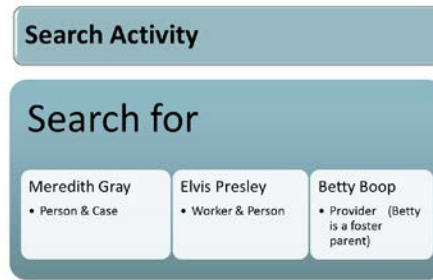 Search Activity
Search for
Meredith Gray
• Person & Case
Elvis Presley
• Worker & Person
Betty Boop
• Provider (Betty
is a foster
parent)